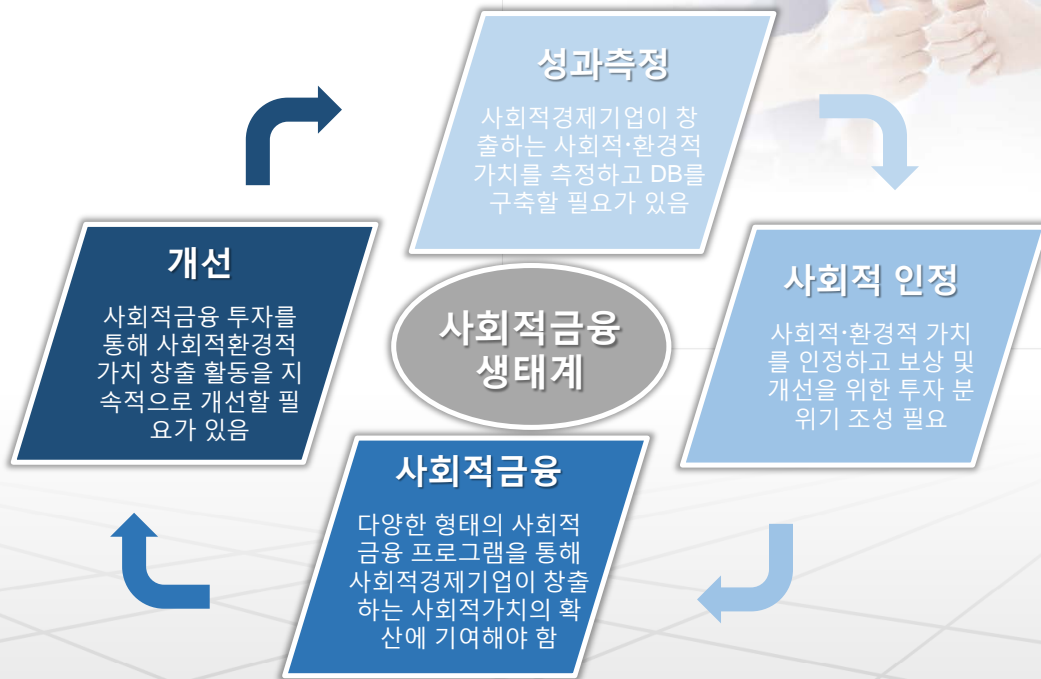 성과측정
사회적경제기업이 창
출하는 사회적·환경적
가치를 측정하고 DB를
구축할 필요가 있음
사회적 인정
사회적·환경적 가치
를 인정하고 보상 및
개선을 위한 투자 분
위기 조성 필요
사회적금융
다양한 형태의 사회적
금융 프로그램을 통해
사회적경제기업이 창출
하는 사회적가치의 확
산에 기여해야 함
개선
사회적금융 투자를
통해 사회적환경적
가치 창출 활동을 지
속적으로 개선할 필
요가 있음
사회적금융
생태계